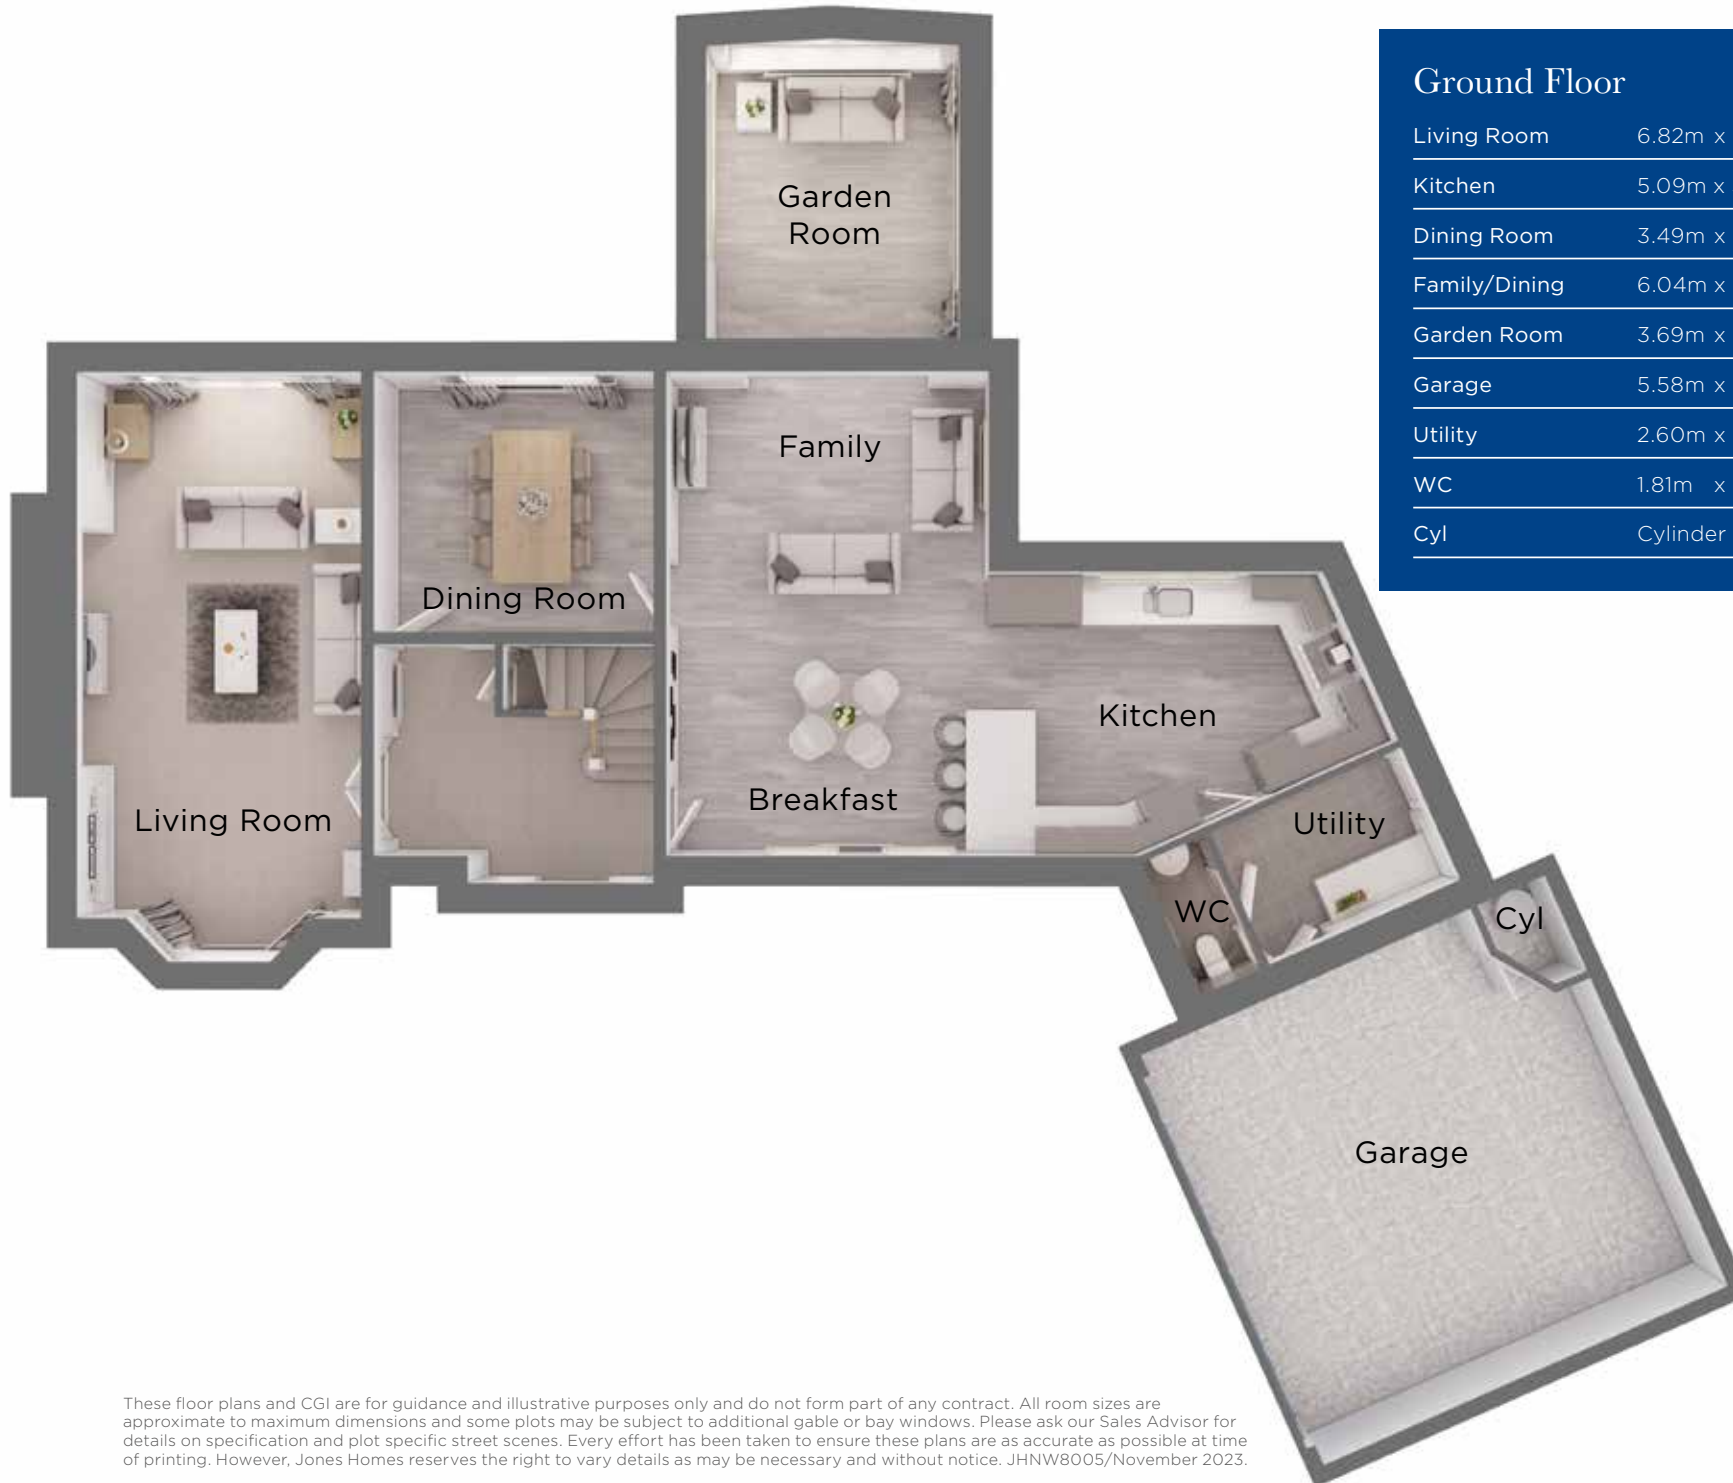 Ground Floor
Living Room 6.82m x
Kitchen 5.09m x
Dining Room 3.49m x
Family/Dining 6.04m x
Garden Room 3.69m x
Garage 5.58m x
Utility 2.60m x
WC 1.81m x
Cyl Cylinder
Garden
Room
Family
Dining Room
Kitchen
Breakfast
Living Room
Utility
WC
Cyl
Garage
These floor plans and CGI are for guidance and illustrative purposes only and do not form part of any contract. All room sizes are
approximate to maximum dimensions and some plots may be subject to additional gable or bay windows. Please ask our Sales Advisor for
details on specification and plot specific street scenes. Every effort has been taken to ensure these plans are as accurate as possible at time
of printing. However, Jones Homes reserves the right to vary details as may be necessary and without notice. JHNW8005/November 2023.